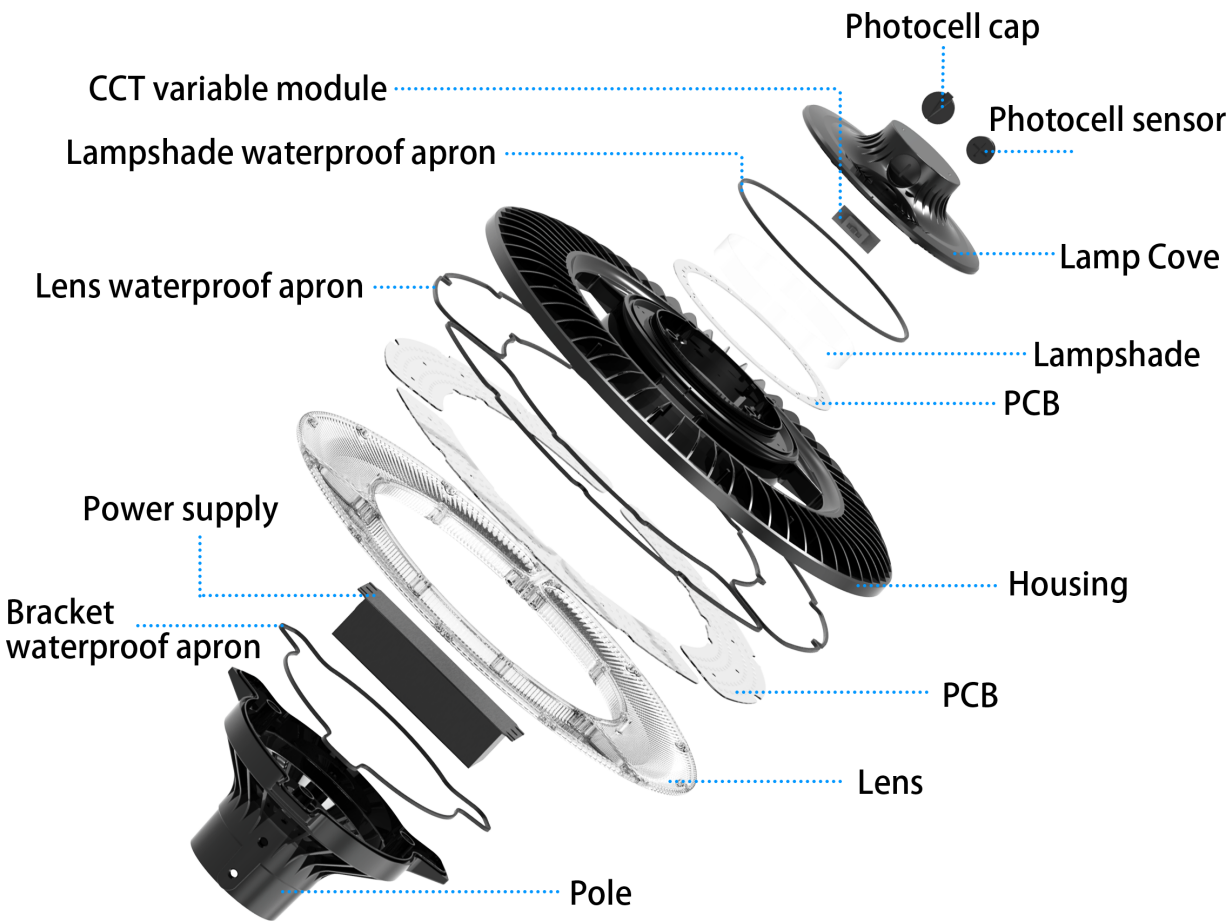 Photocell cap
CCT variable module
Photocell sensor
Lampshade waterproof apron
Lamp Cove
Lens waterproof apron
Lampshade
PCB
Power supply
Housing
Bracket
waterproof apron
PCB
Lens
Pole